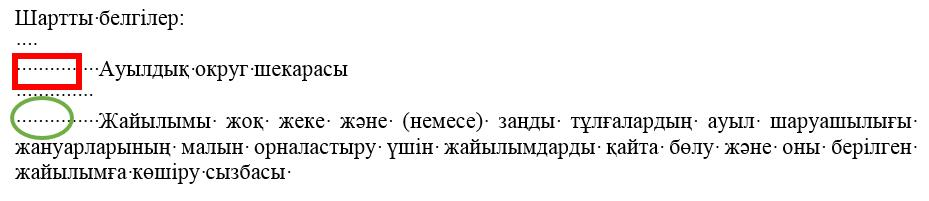 Шартты белгілер:
Ауылдық округ шекарасы
Жайылымы жоқ жеке және (немесе) заңды тұлғалардың ауыл шаруашылығы
жануарларының малын орналастыру үшін жайылымдарды қайта бөлу және оны берілген
жайылымға көшіру сызбасы